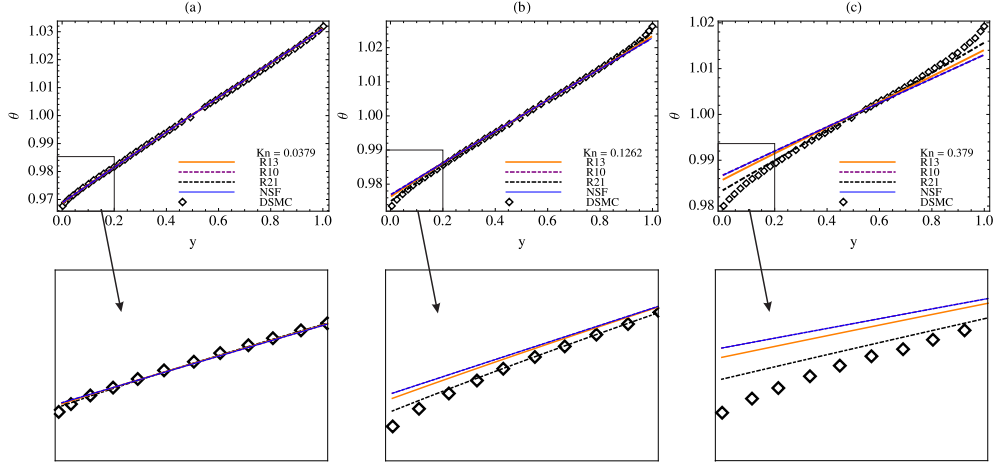 (a)
1.03
1.02
1.01
1.00
0.99
0.98
0.97
θ
Kn = 0.0379
R13
R10
R21
NSF
DSMC
0.0 0.2 0.4 0.6 0.8 1.0
y
(b)
1.02
1.01
1.00
0.99
0.98
θ
Kn = 0.1262
R13
R10
R21
NSF
DSMC
0.0 0.2 0.4 0.6 0.8 1.0
y
(c)
1.02
1.01
1.00
0.99
0.98
θ
Kn = 0.379
R13
R10
R21
NSF
DSMC
0.0 0.2 0.4 0.6 0.8 1.0
y